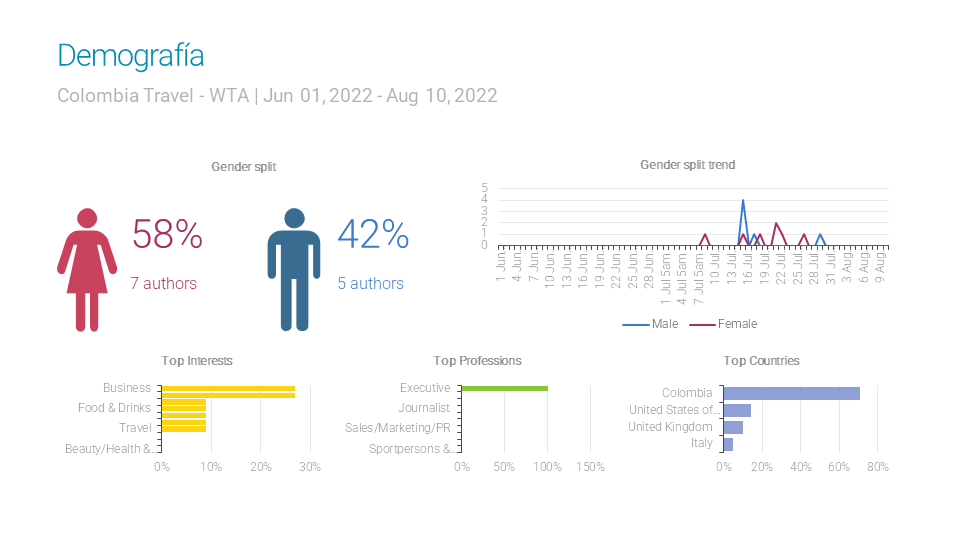 Demografía
Colombia Travel - WTA | Jun 01, 2022 - Aug 10, 2022
Gender split
58%
7 authors
42%
5 authors
Gender split trend
5
4
3
2
1
0
1 Jun
4 Jun
7 Jun
10 Jun
13 Jun
16 Jun
19 Jun
22 Jun
25 Jun
28 Jun
1 Jul 5am
4 Jul 5am
7 Jul 5am
10 Jul
13 Jul
16 Jul
19 Jul
22 Jul
25 Jul
28 Jul
31 Jul
3 Aug
6 Aug
9 Aug
Male
Female
Top Interests
Business
Food & Drinks
Travel
Beauty/Health &...
0% 10% 20% 30%
Top Professions
Executive
Journalist
Sales/Marketing/PR
Sportpersons &...
0% 50% 100% 150%
Top Countries
Colombia
United States of...
United Kingdom
Italy
0% 20% 40% 60% 80%